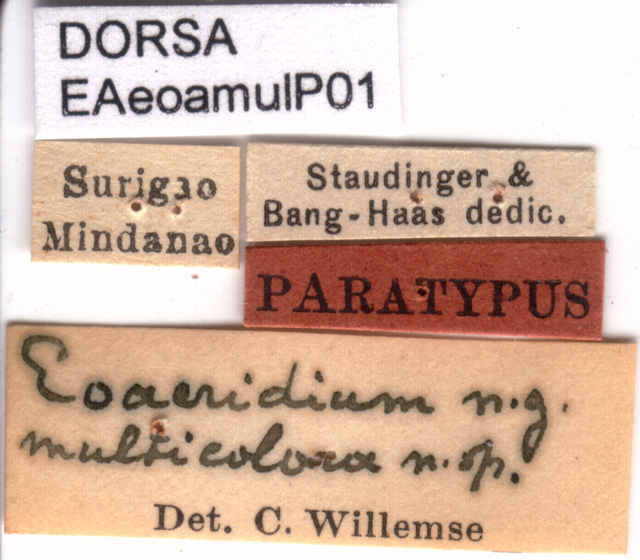 DORSA
EAeoamulP01
Surigao
Mindanao
Staudinger &
Bang-Haas dedic.
PARATYPUS
Eoacridium n.g.
multicolora n.sp.
Det. C. Willemse